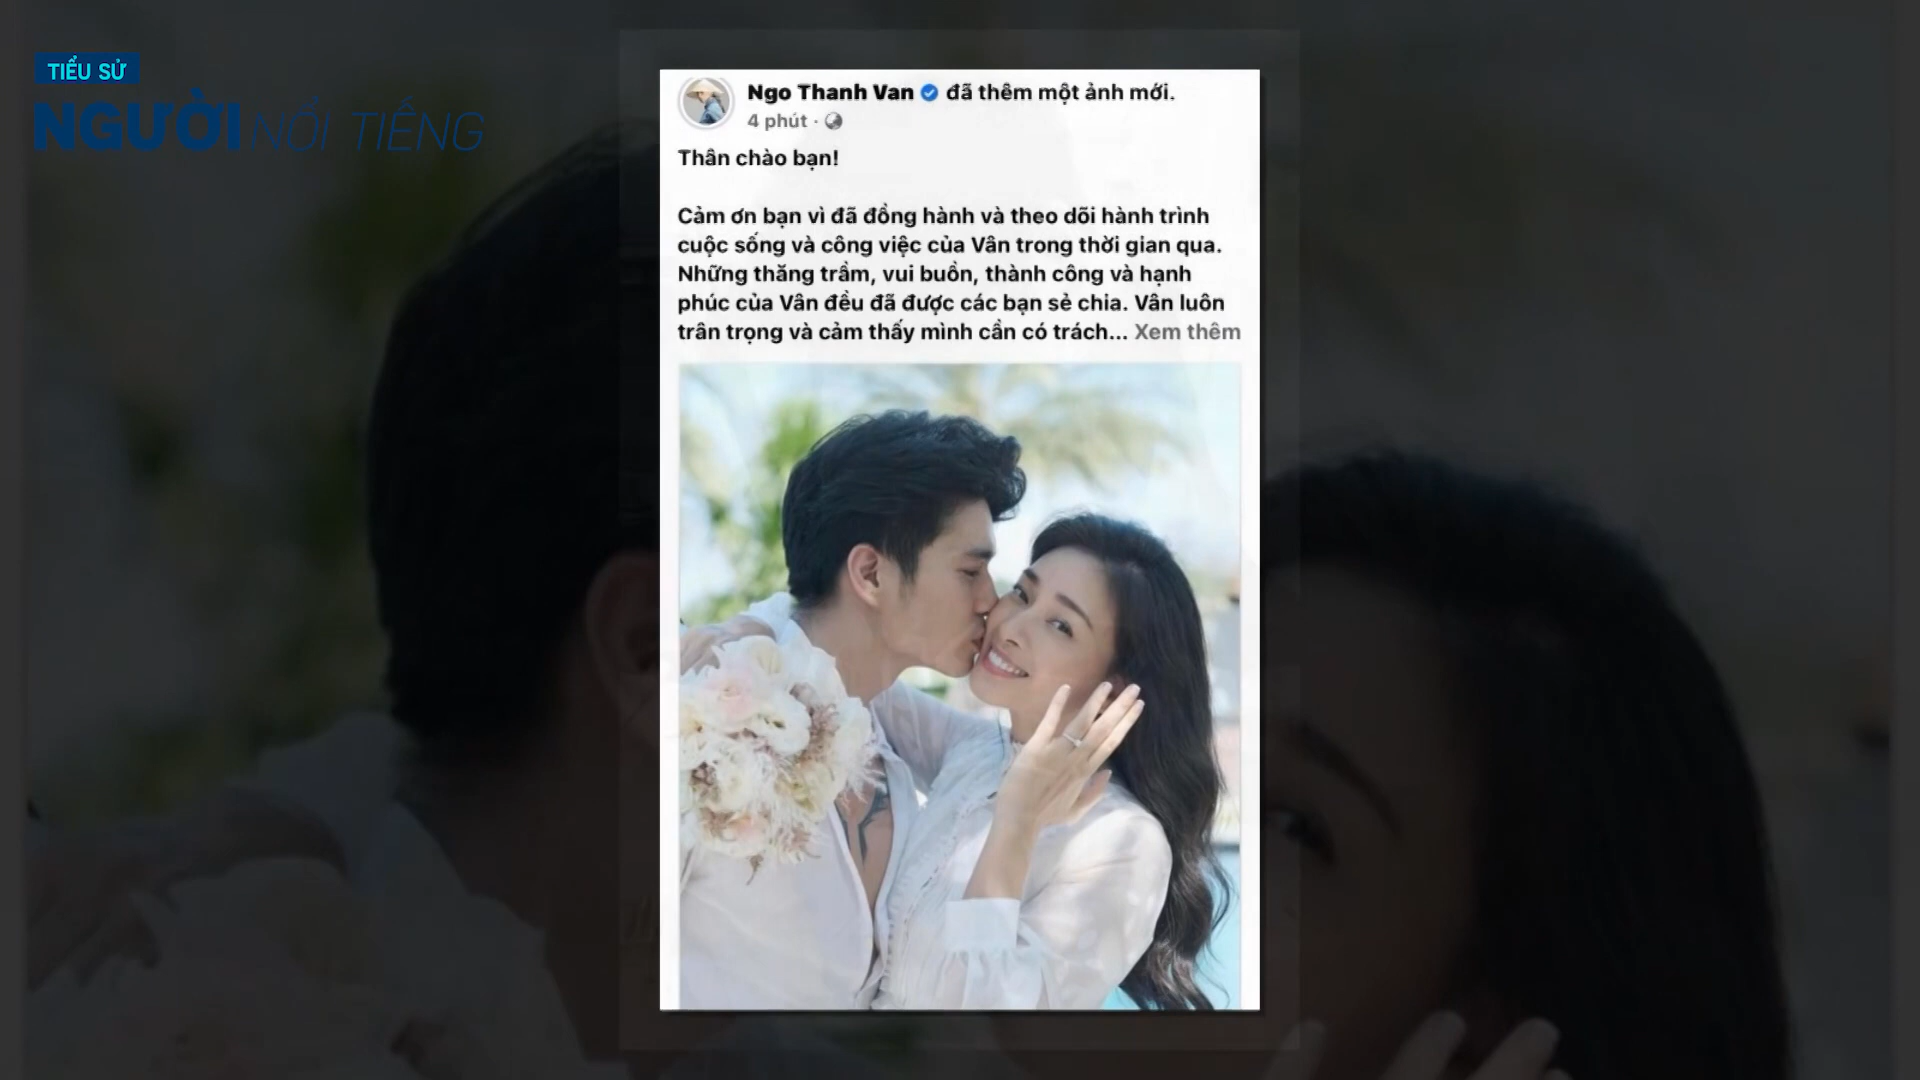 TIỂU SỬ
NGƯỜI NỔI TIẾNG
Ngo Thanh Van đã thêm một ảnh mới.
4 phút ·
Thân chào bạn!
Cảm ơn bạn vì đã đồng hành và theo dõi hành trình
cuộc sống và công việc của Vân trong thời gian qua.
Những thăng trầm, vui buồn, thành công và hạnh
phúc của Vân đều đã được các bạn sẻ chia. Vân luôn
trân trọng và cảm thấy mình cần có trách... Xem thêm